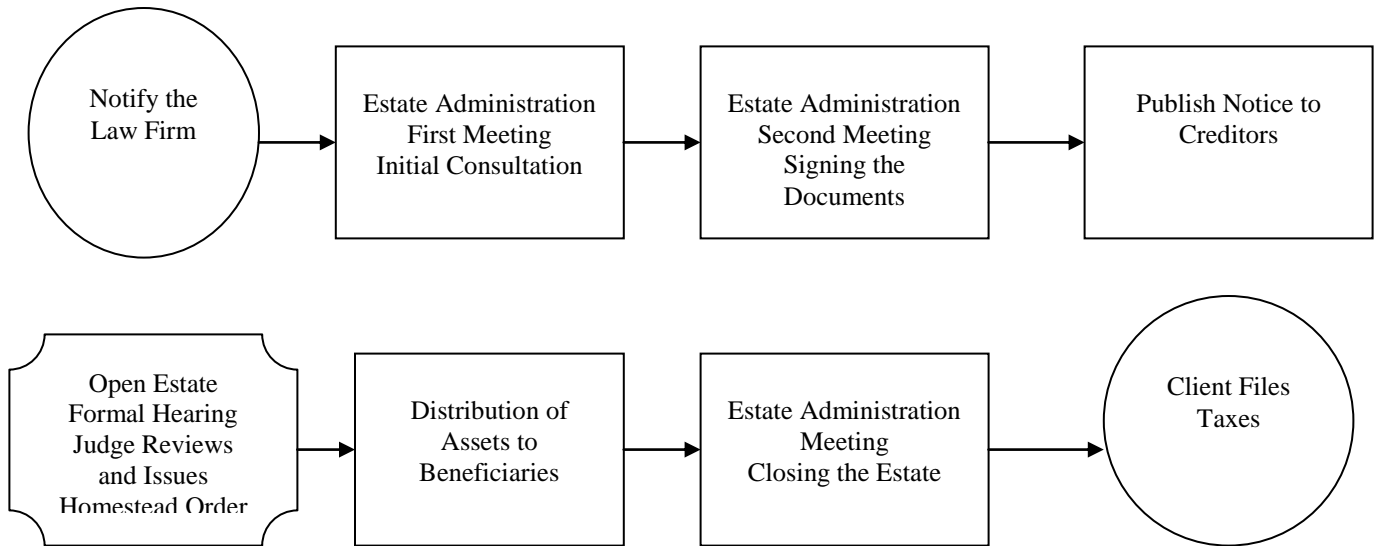 Notify the
Law Firm
Estate Administration
First Meeting
Initial Consultation
Estate Administration
Second Meeting
Signing the
Documents
Publish Notice to
Creditors
Open Estate
Formal Hearing
Judge Reviews
and Issues
Homestead Order
Distribution of
Assets to
Beneficiaries
Estate Administration
Meeting
Closing the Estate
Client Files
Taxes